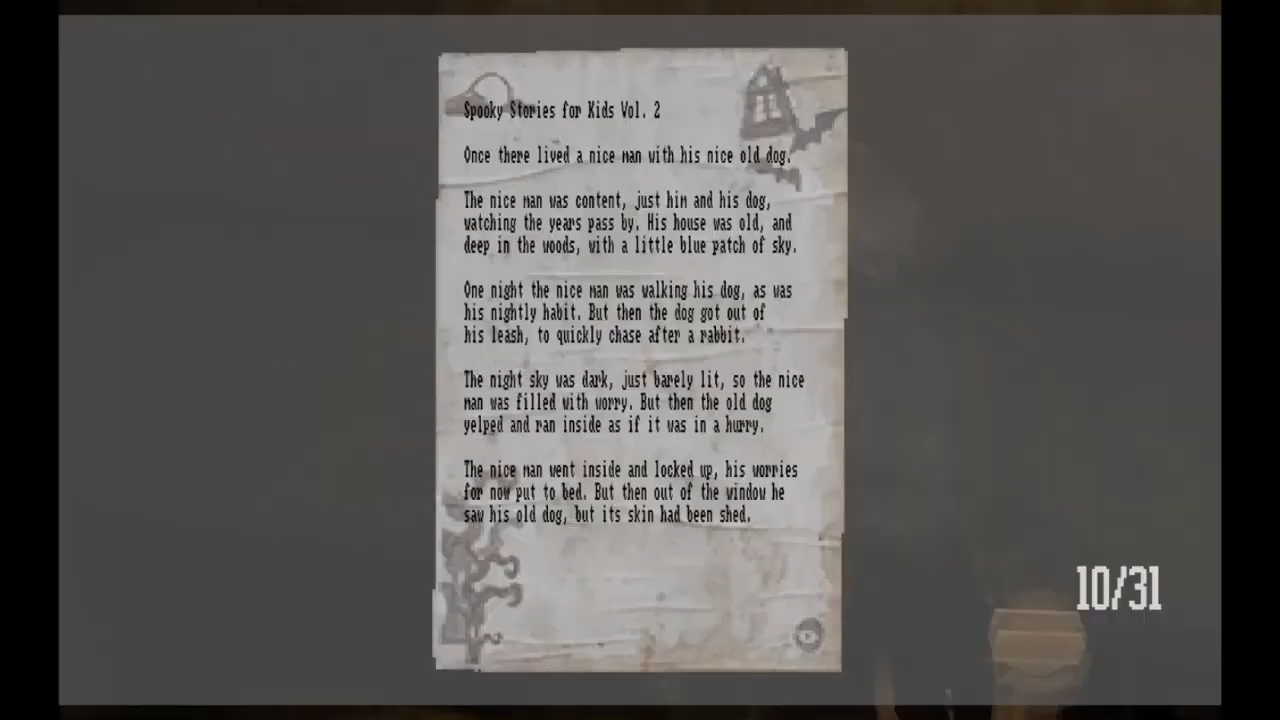 Spooky Stories for Kids Vol. 2
Once there lived a nice man with his nice old dog.
The nice man was content, just him and his dog,
watching the years pass by. His house was old, and
deep in the woods, with a little blue patch of sky.
One night the nice man was walking his dog, as was
his nightly habit. But then the dog got out of
his leash, to quickly chase after a rabbit.
The night sky was dark, just barely lit, so the nice
man was filled with worry. But then the old dog
yelped and ran inside as if it was in a hurry.
The nice man went inside and locked up, his worries
for now put to bed. But then out of the window he
saw his old dog, but its skin had been shed.
10/31